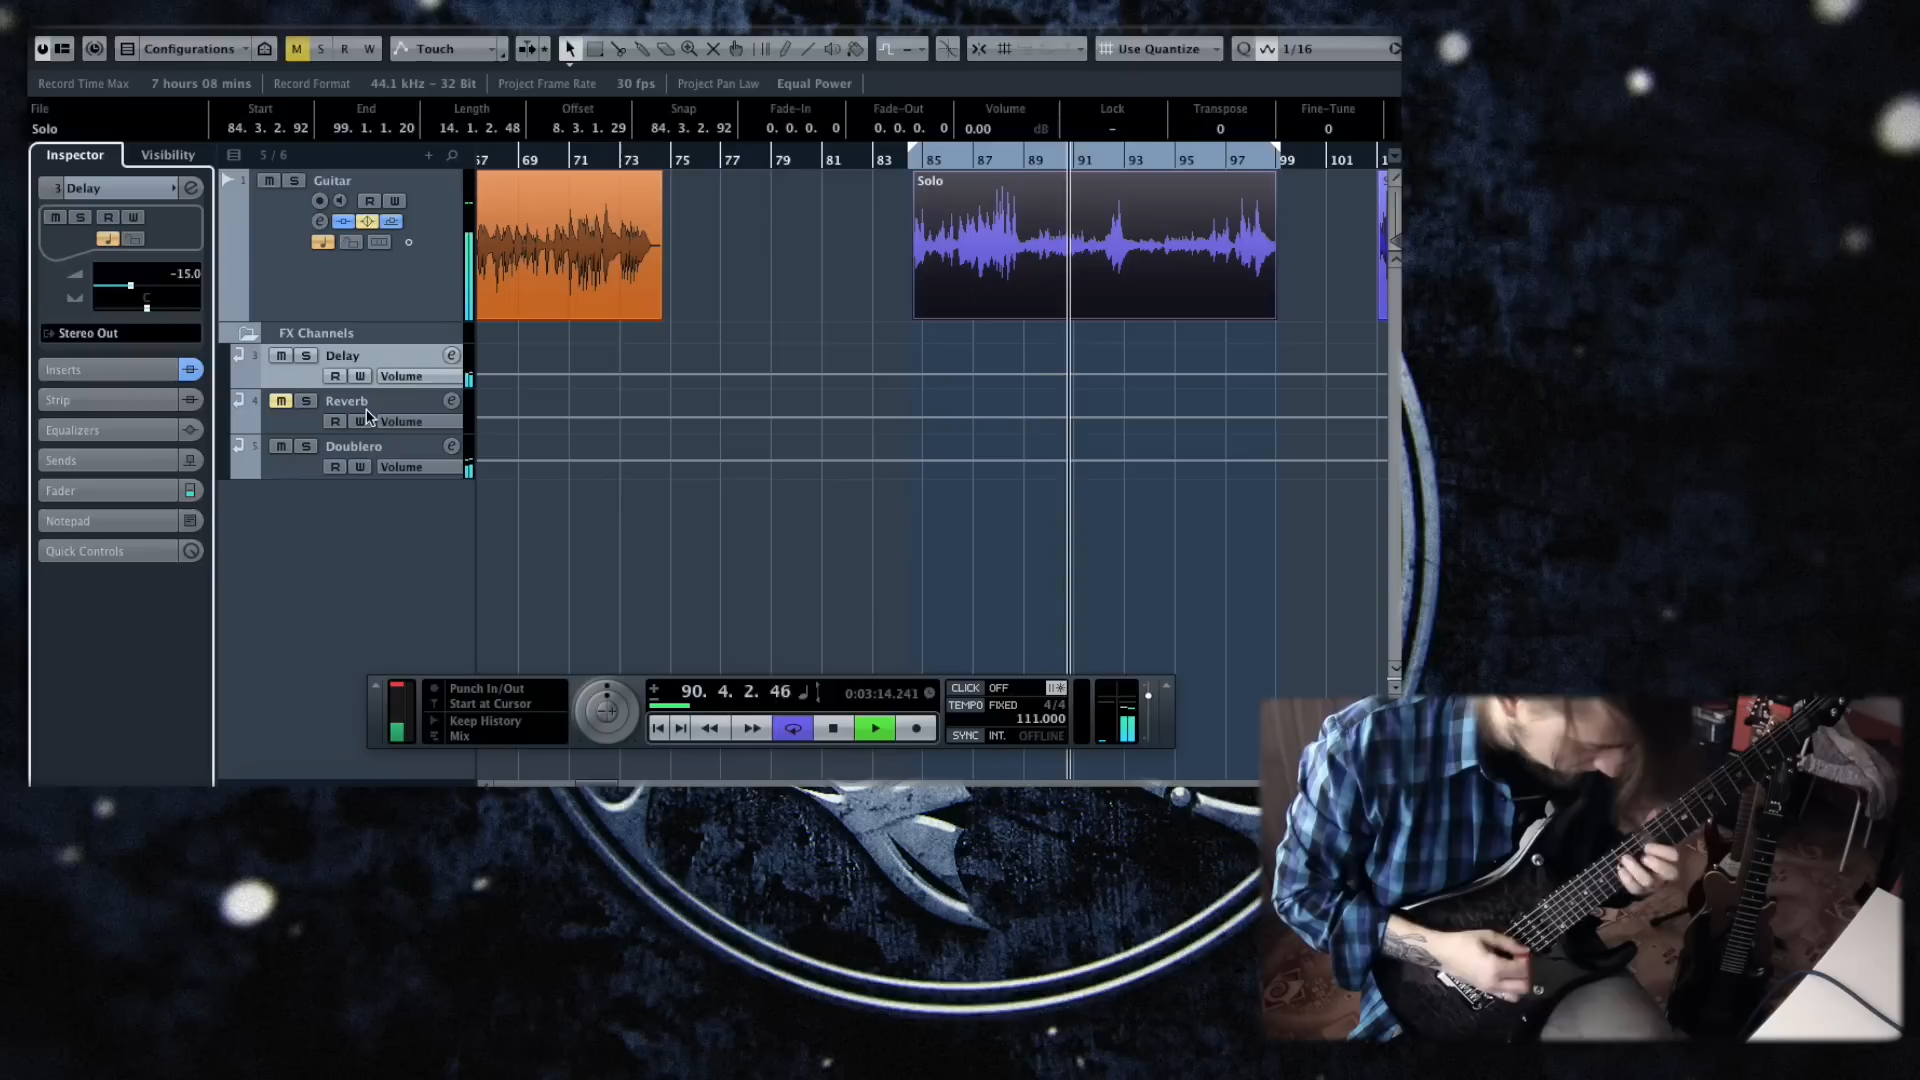 Configurations M S R W Touch Use Quantize Q 1/16
Record Time Max 7 hours 08 mins Record Format 44.1 kHz - 32 Bit Project Frame Rate 30 fps Project Pan Law Equal Power
File Start End Length Offset Snap Fade-In Fade-Out Volume Lock Transpose Fine-Tune
Solo 84. 3. 2. 92 99. 1. 1. 20 14. 1. 2. 48 8. 3. 1. 29 84. 3. 2. 92 0. 0. 0. 0 0. 0. 0. 0 0.00 dB - 0 0
Inspector Visibility 5 / 6 + 67 69 71 73 75 77 79 81 83 85 87 89 91 93 95 97 99 101
3 Delay e
M S R W
-15.0
C
Stereo Out
Inserts
Strip
Equalizers
Sends
Fader
Notepad
Quick Controls
1 M S Guitar
R W
e
FX Channels
3 M S Delay e
R W Volume
4 M S Reverb e
R W Volume
5 M S Doublero e
R W Volume
Solo
Punch In/Out
Start at Cursor
Keep History
Mix
90. 4. 2. 46 0:03:14.241
CLICK OFF
TEMPO FIXED 4/4
111.000
SYNC INT. OFFLINE